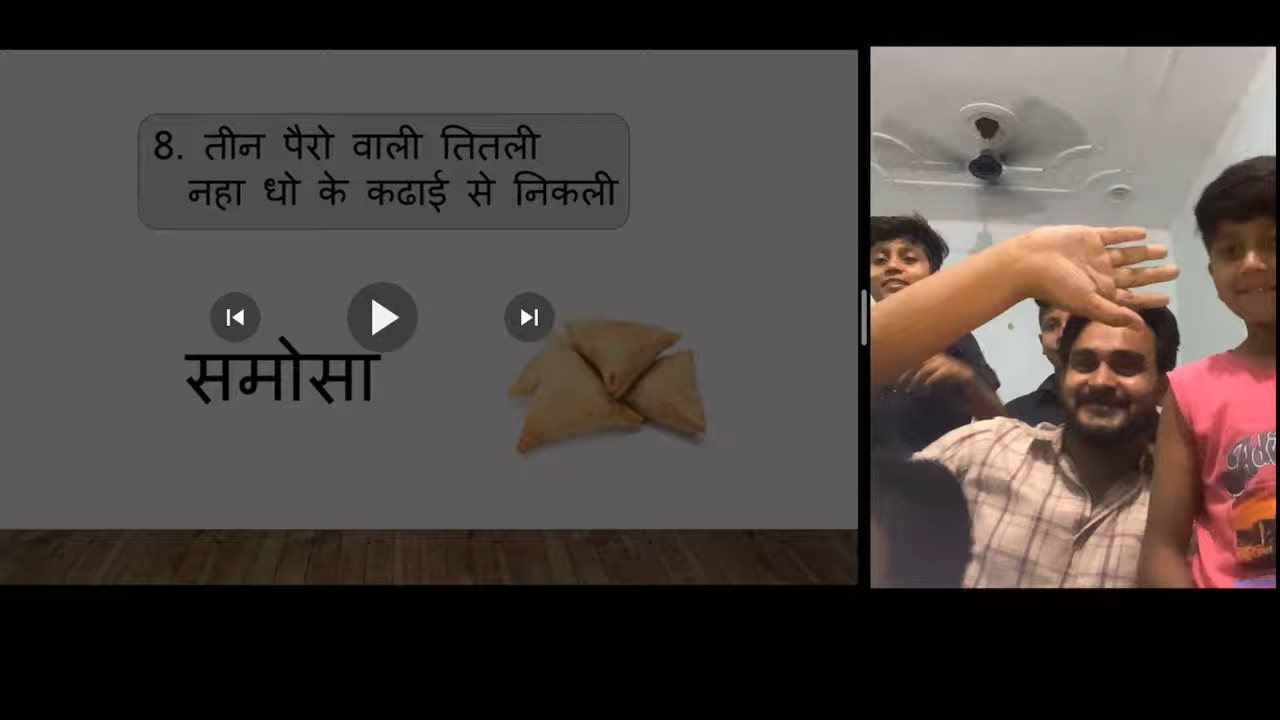 8. तीन पैरो वाली तितली
नहा धो के कढाई से निकली
समोसा